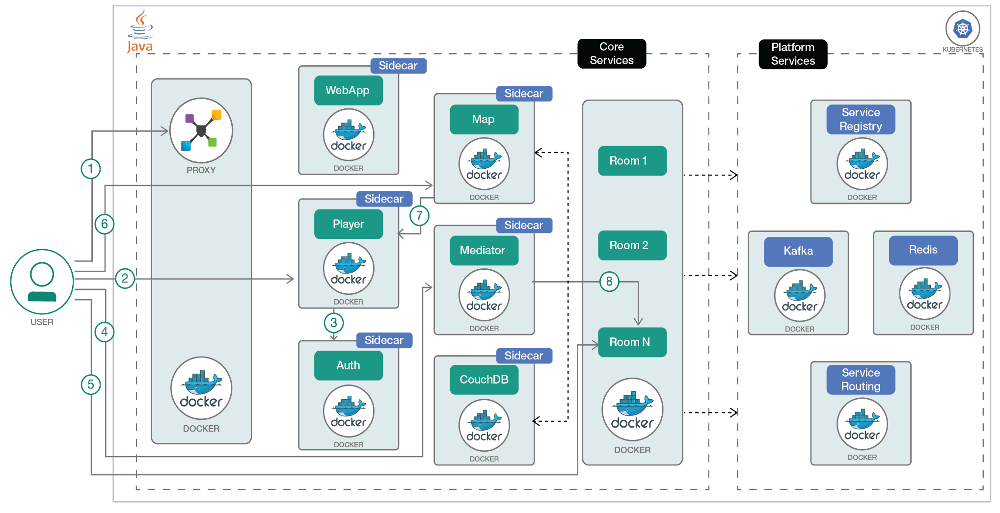 Java
KUBERNETES
Core
Services
Platform
Services
PROXY
docker
DOCKER
Sidecar
WebApp
docker
DOCKER
Sidecar
Map
docker
DOCKER
Sidecar
Player
docker
DOCKER
Sidecar
Mediator
docker
DOCKER
Sidecar
Auth
docker
DOCKER
Sidecar
CouchDB
docker
DOCKER
Room 1
Room 2
Room N
docker
DOCKER
Service
Registry
docker
DOCKER
Kafka
docker
DOCKER
Redis
docker
DOCKER
Service
Routing
docker
DOCKER
USER
1
6
2
4
5
3
7
8